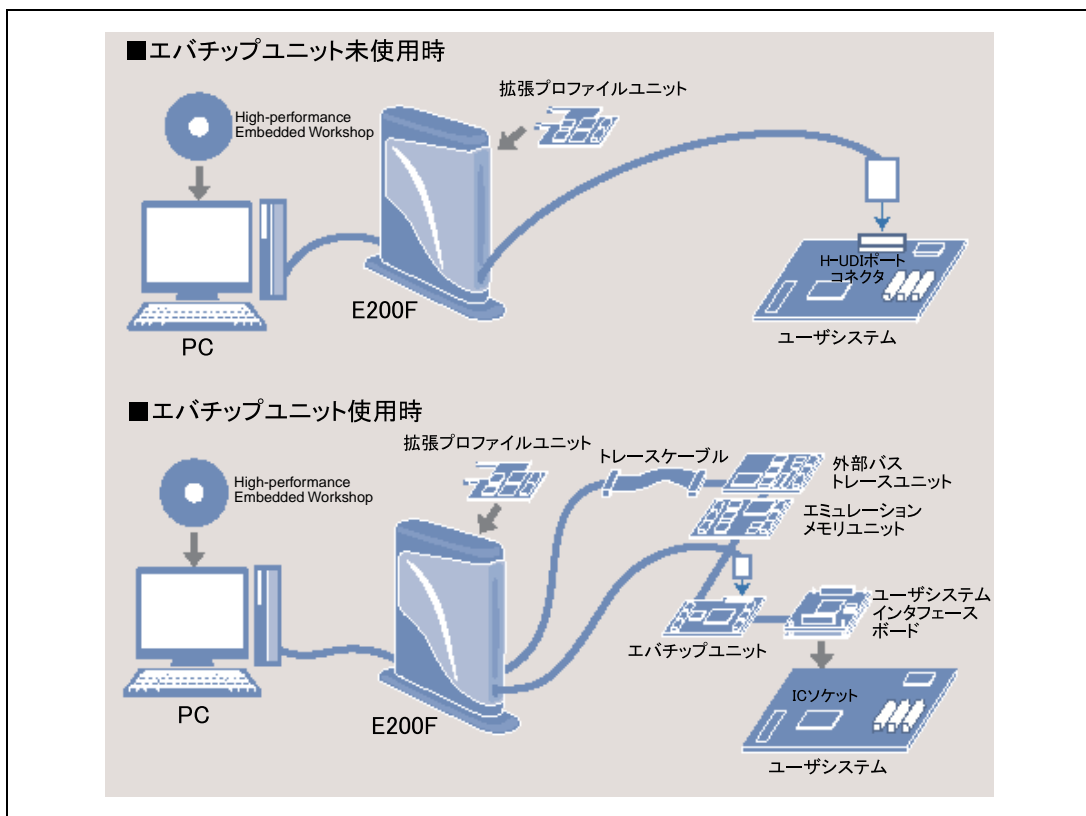 ■エバチップユニット未使用時
拡張プロファイルユニット
High-performance
Embedded Workshop
H-UDIポート
コネクタ
E200F
ユーザシステム
PC
■エバチップユニット使用時
拡張プロファイルユニット
トレースケーブル
外部バス
トレースユニット
High-performance
Embedded Workshop
エミュレーション
メモリユニット
ユーザシステム
インタフェース
ボード
エバチップユニット
ICソケット
PC
E200F
ユーザシステム